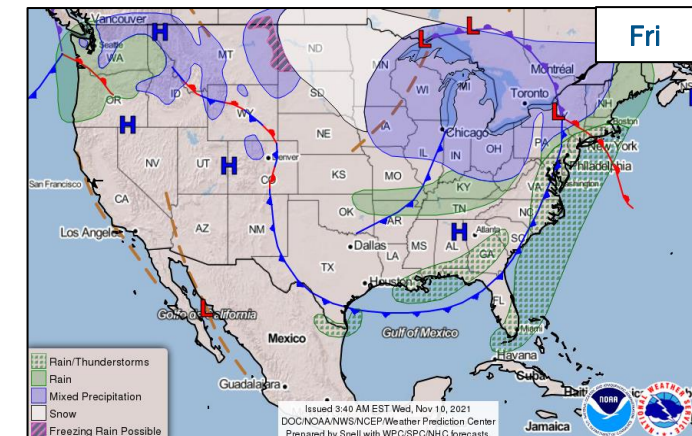 Fri
Vancouver
Seattle
WA
MT
ND
MN
Montréal
OR
ID
SD
WI
MI
Toronto
NH
WY
IA
Chicago
Boston
NE
IL
IN
OH
PA
New York
NV
UT
Denver
CO
Philadelphia
San Francisco
KS
MO
KY
VA
Washington
CA
OK
TN
NC
Los Angeles
AZ
NM
AR
Atlanta
SC
Dallas
MS
AL
GA
TX
LA
Houston
FL
Golfo de California
Mexico
Gulf of Mexico
Miami
Havana
Cuba
Guadalajara
Jamaica
H
H
H
H
L
L
L
L
Rain/Thunderstorms
Rain
Mixed Precipitation
Snow
Freezing Rain Possible
Issued 3:40 AM EST Wed, Nov 10, 2021
DOC/NOAA/NWS/NCEP/Weather Prediction Center
Prepared by Snell with WPC/SPC/NHC forecasts
NOAA